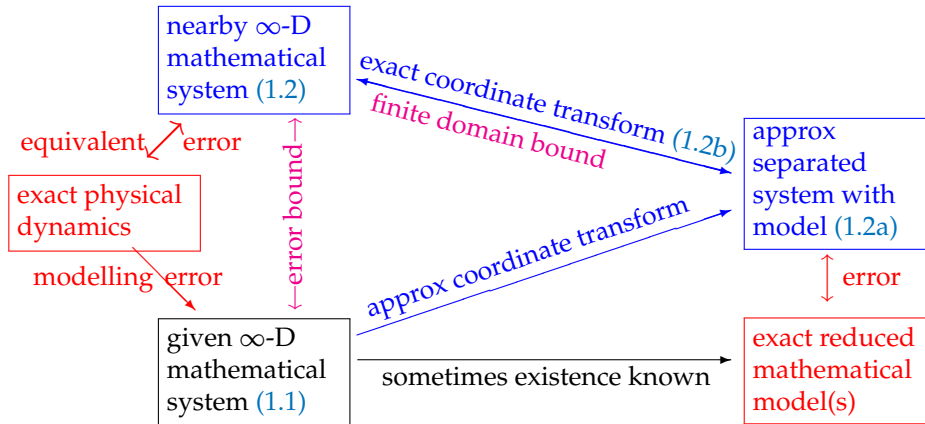 nearby ∞-D
mathematical
system (1.2)
exact coordinate transform (1.2b)
finite domain bound
equivalent error
error bound
approx
separated
system with
model (1.2a)
exact physical
dynamics
modelling error
approx coordinate transform
error
given ∞-D
mathematical
system (1.1)
sometimes existence known
exact reduced
mathematical
model(s)